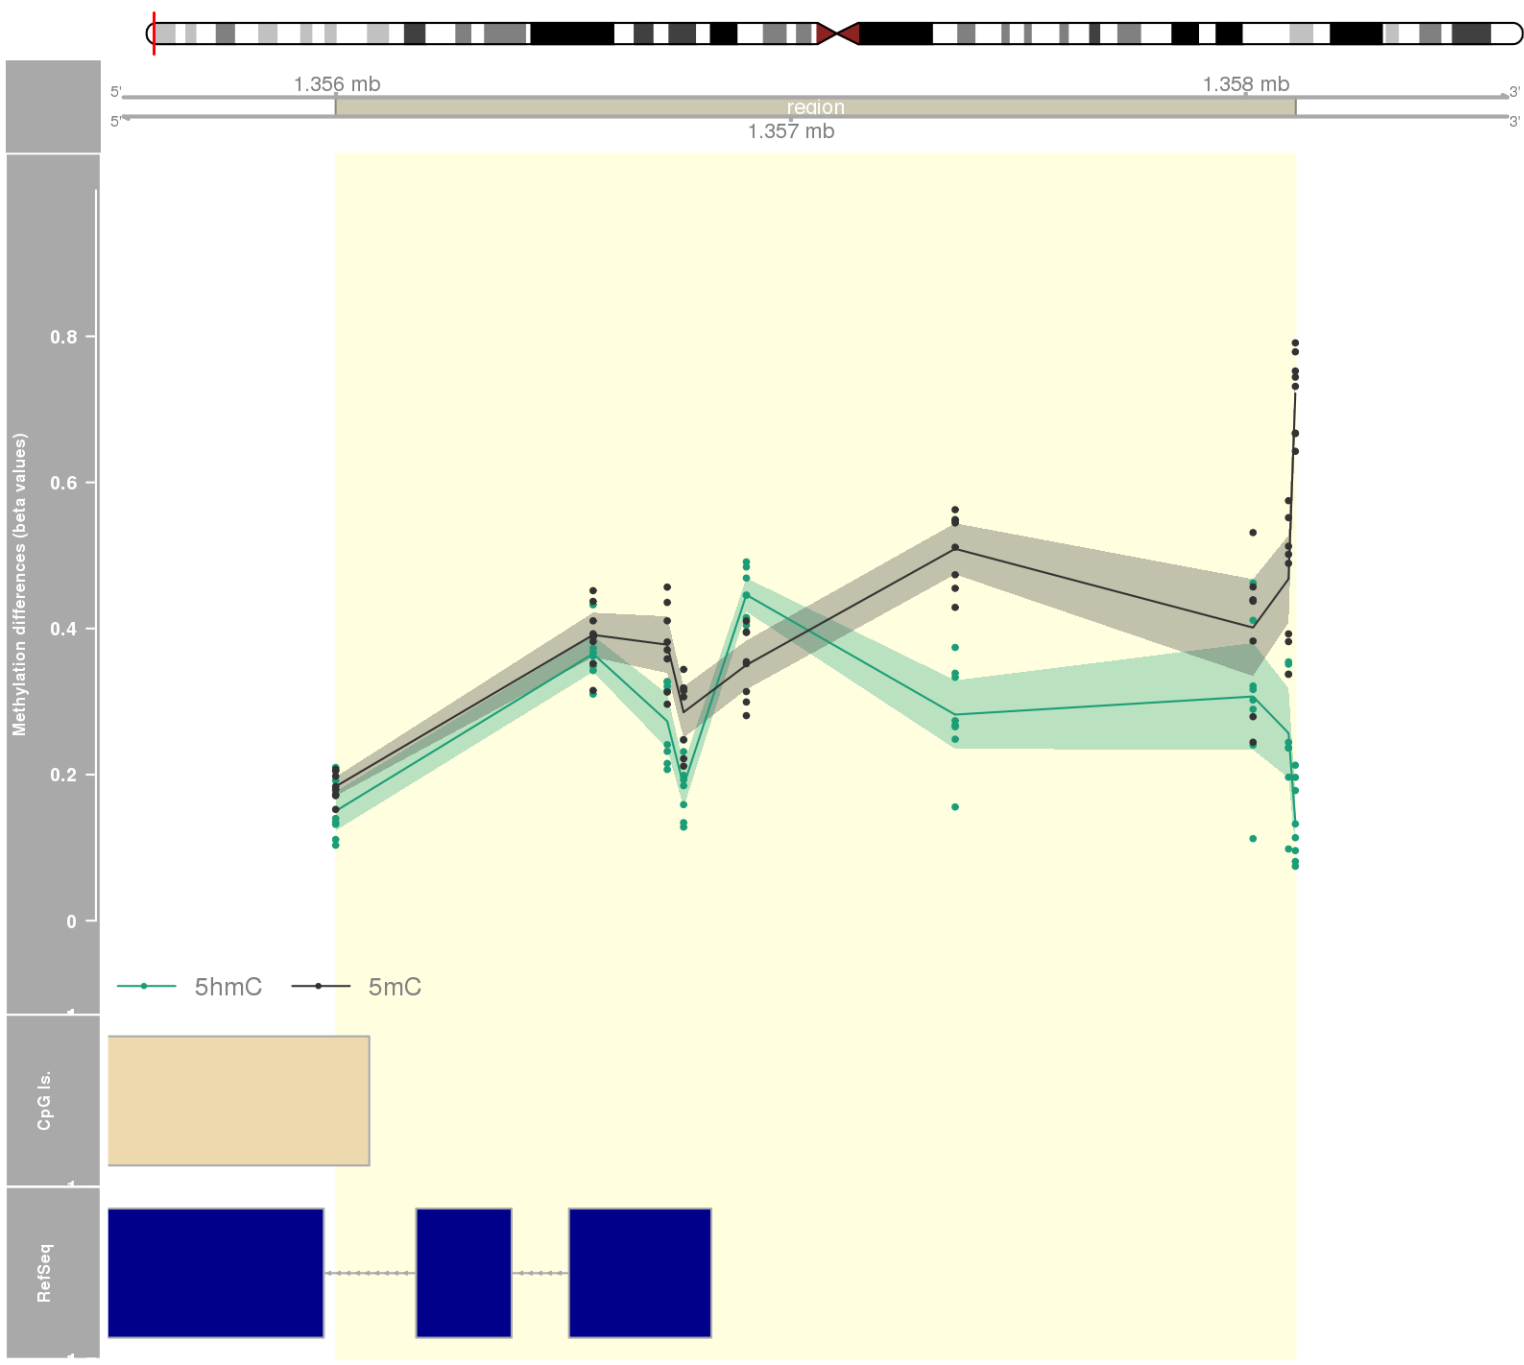 1.356 mb
1.358 mb
5'
3'
region
5'
3'
1.357 mb
Methylation differences (beta values)
0.8
0.6
0.4
0.2
0
5hmC
5mC
CpG Is.
RefSeq